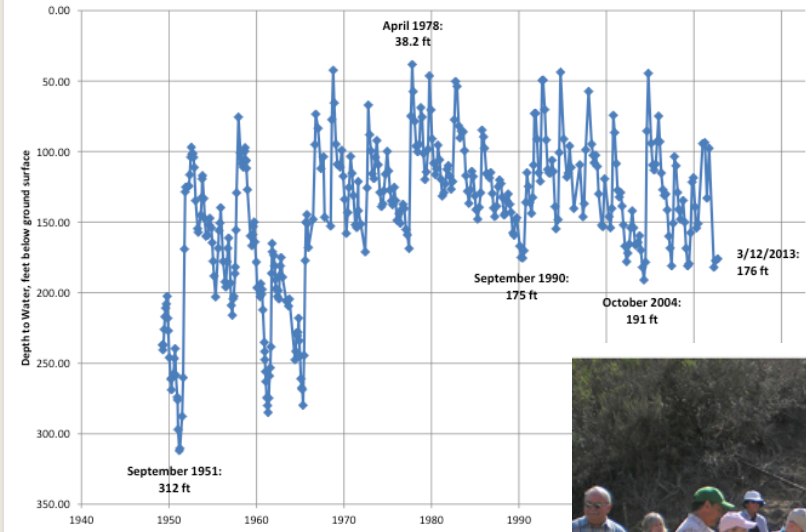 0.00
April 1978:
38.2 ft
50.00
100.00
150.00
200.00
250.00
300.00
350.00
Depth to Water, feet below ground surface
September 1990:
175 ft
October 2004:
191 ft
3/12/2013:
176 ft
September 1951:
312 ft
1940
1950
1960
1970
1980
1990